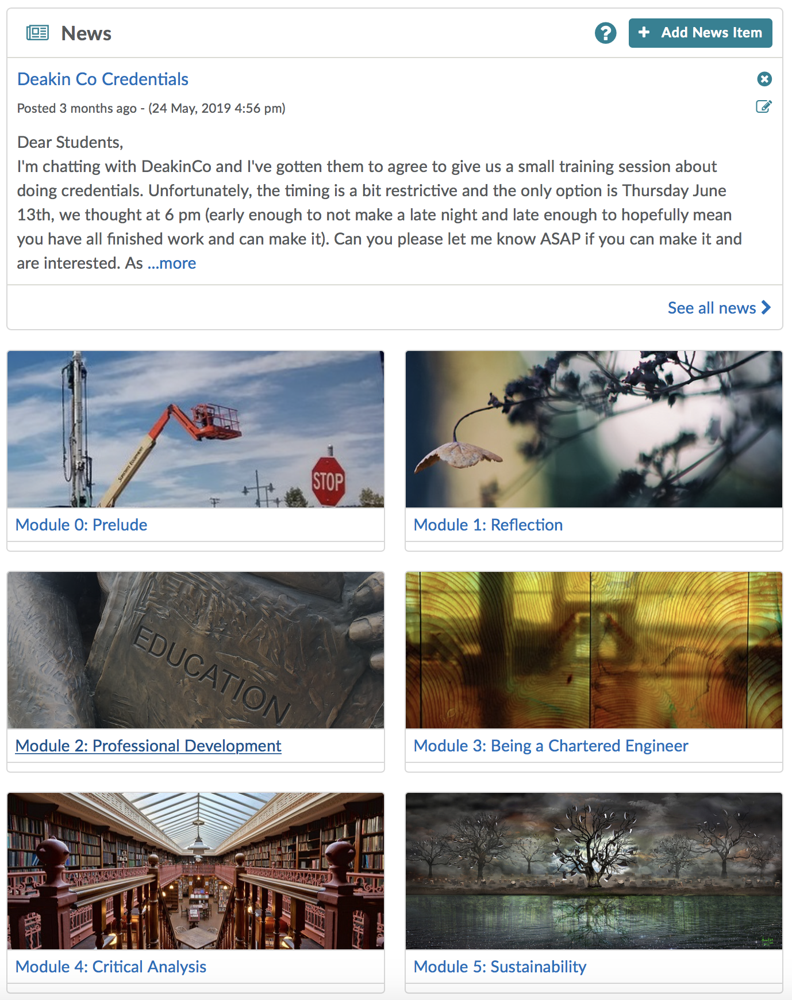 News
? + Add News Item
Deakin Co Credentials
Posted 3 months ago - (24 May, 2019 4:56 pm)
Dear Students,
I'm chatting with DeakinCo and I've gotten them to agree to give us a small training session about
doing credentials. Unfortunately, the timing is a bit restrictive and the only option is Thursday June
13th, we thought at 6 pm (early enough to not make a late night and late enough to hopefully mean
you have all finished work and can make it). Can you please let me know ASAP if you can make it and
are interested. As ...more
See all news
STOP
Module 0: Prelude
Module 1: Reflection
EDUCATION
Module 2: Professional Development
Module 3: Being a Chartered Engineer
Module 4: Critical Analysis
Module 5: Sustainability